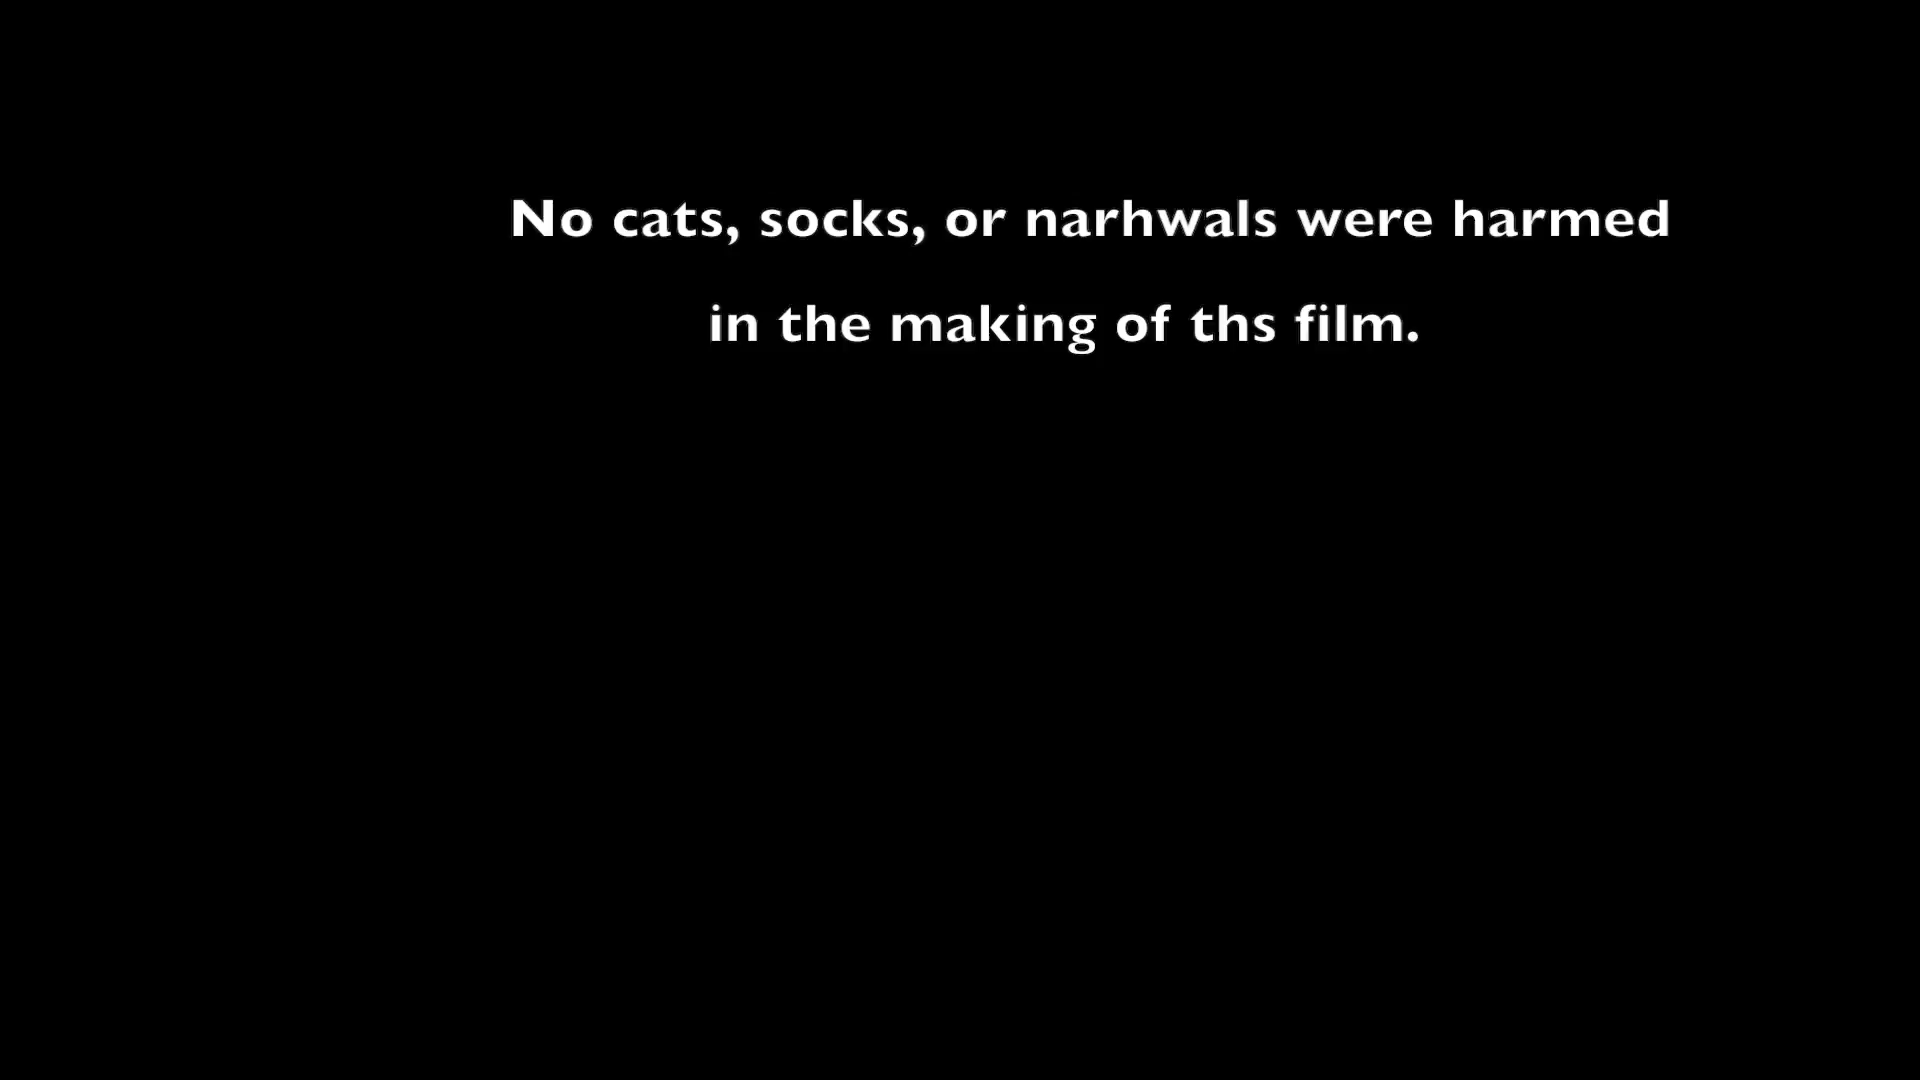 No cats, socks, or narhwals were harmed
in the making of ths film.